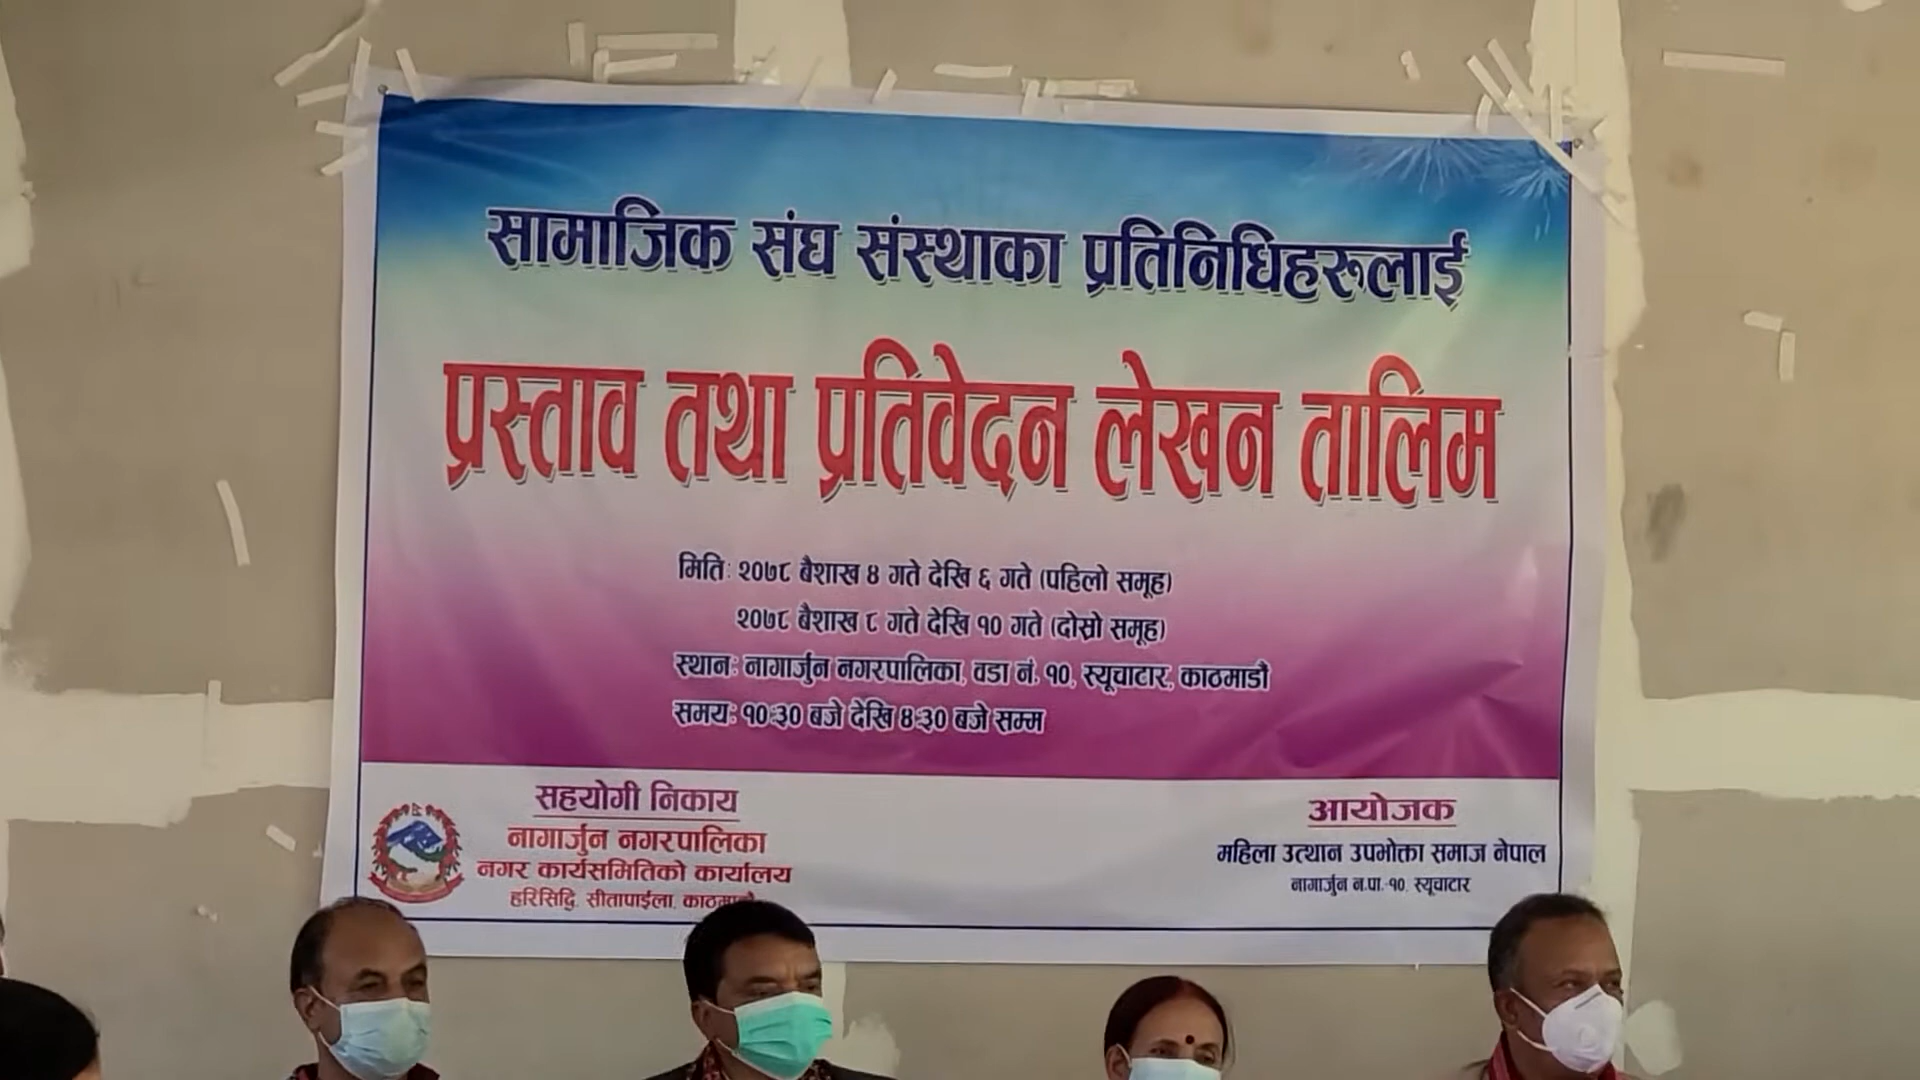 सामाजिक संघ संस्थाका प्रतिनिधिहरूलाई
प्रस्ताव तथा प्रतिवेदन लेखन तालिम
मितिः २०७८ बैशाख ४ गते देखि ६ गते (पहिलो समूह)
२०७८ बैशाख ८ गते देखि १० गते (दोस्रो समूह)
स्थानः नागार्जुन नगरपालिका, वडा नं. १०, स्यूचाटार, काठमाडौ
समयः १०:३० बजे देखि ४:३० बजे सम्म
सहयोगी निकाय
नागार्जुन नगरपालिका
नगर कार्यसमितिको कार्यालय
हरिसिद्धि, सीतापाईला,
आयोजक
महिला उत्थान उपभोक्ता समाज नेपाल
नागार्जुन न.पा.-१०, स्यूचाटार